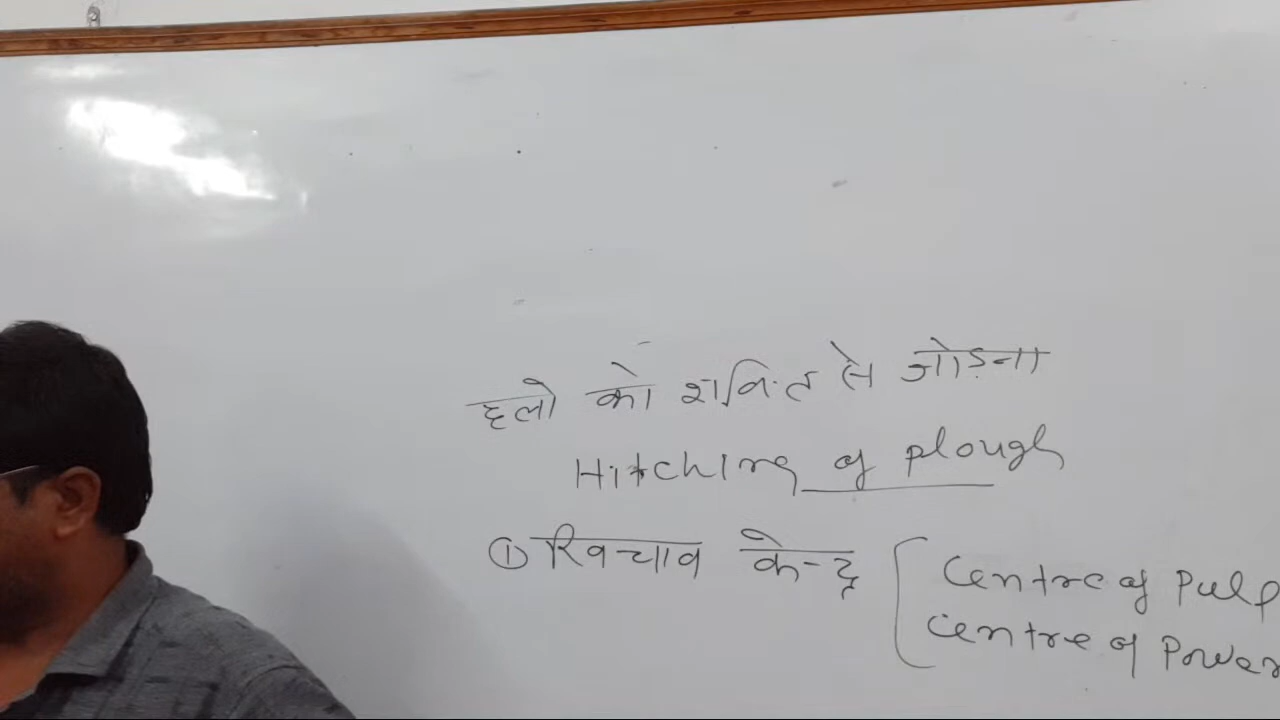 हलो को शक्ति से जोड़ना
Hitching of plough
① खिचाव केन्द्र [ Centre of Pull
Centre of Power